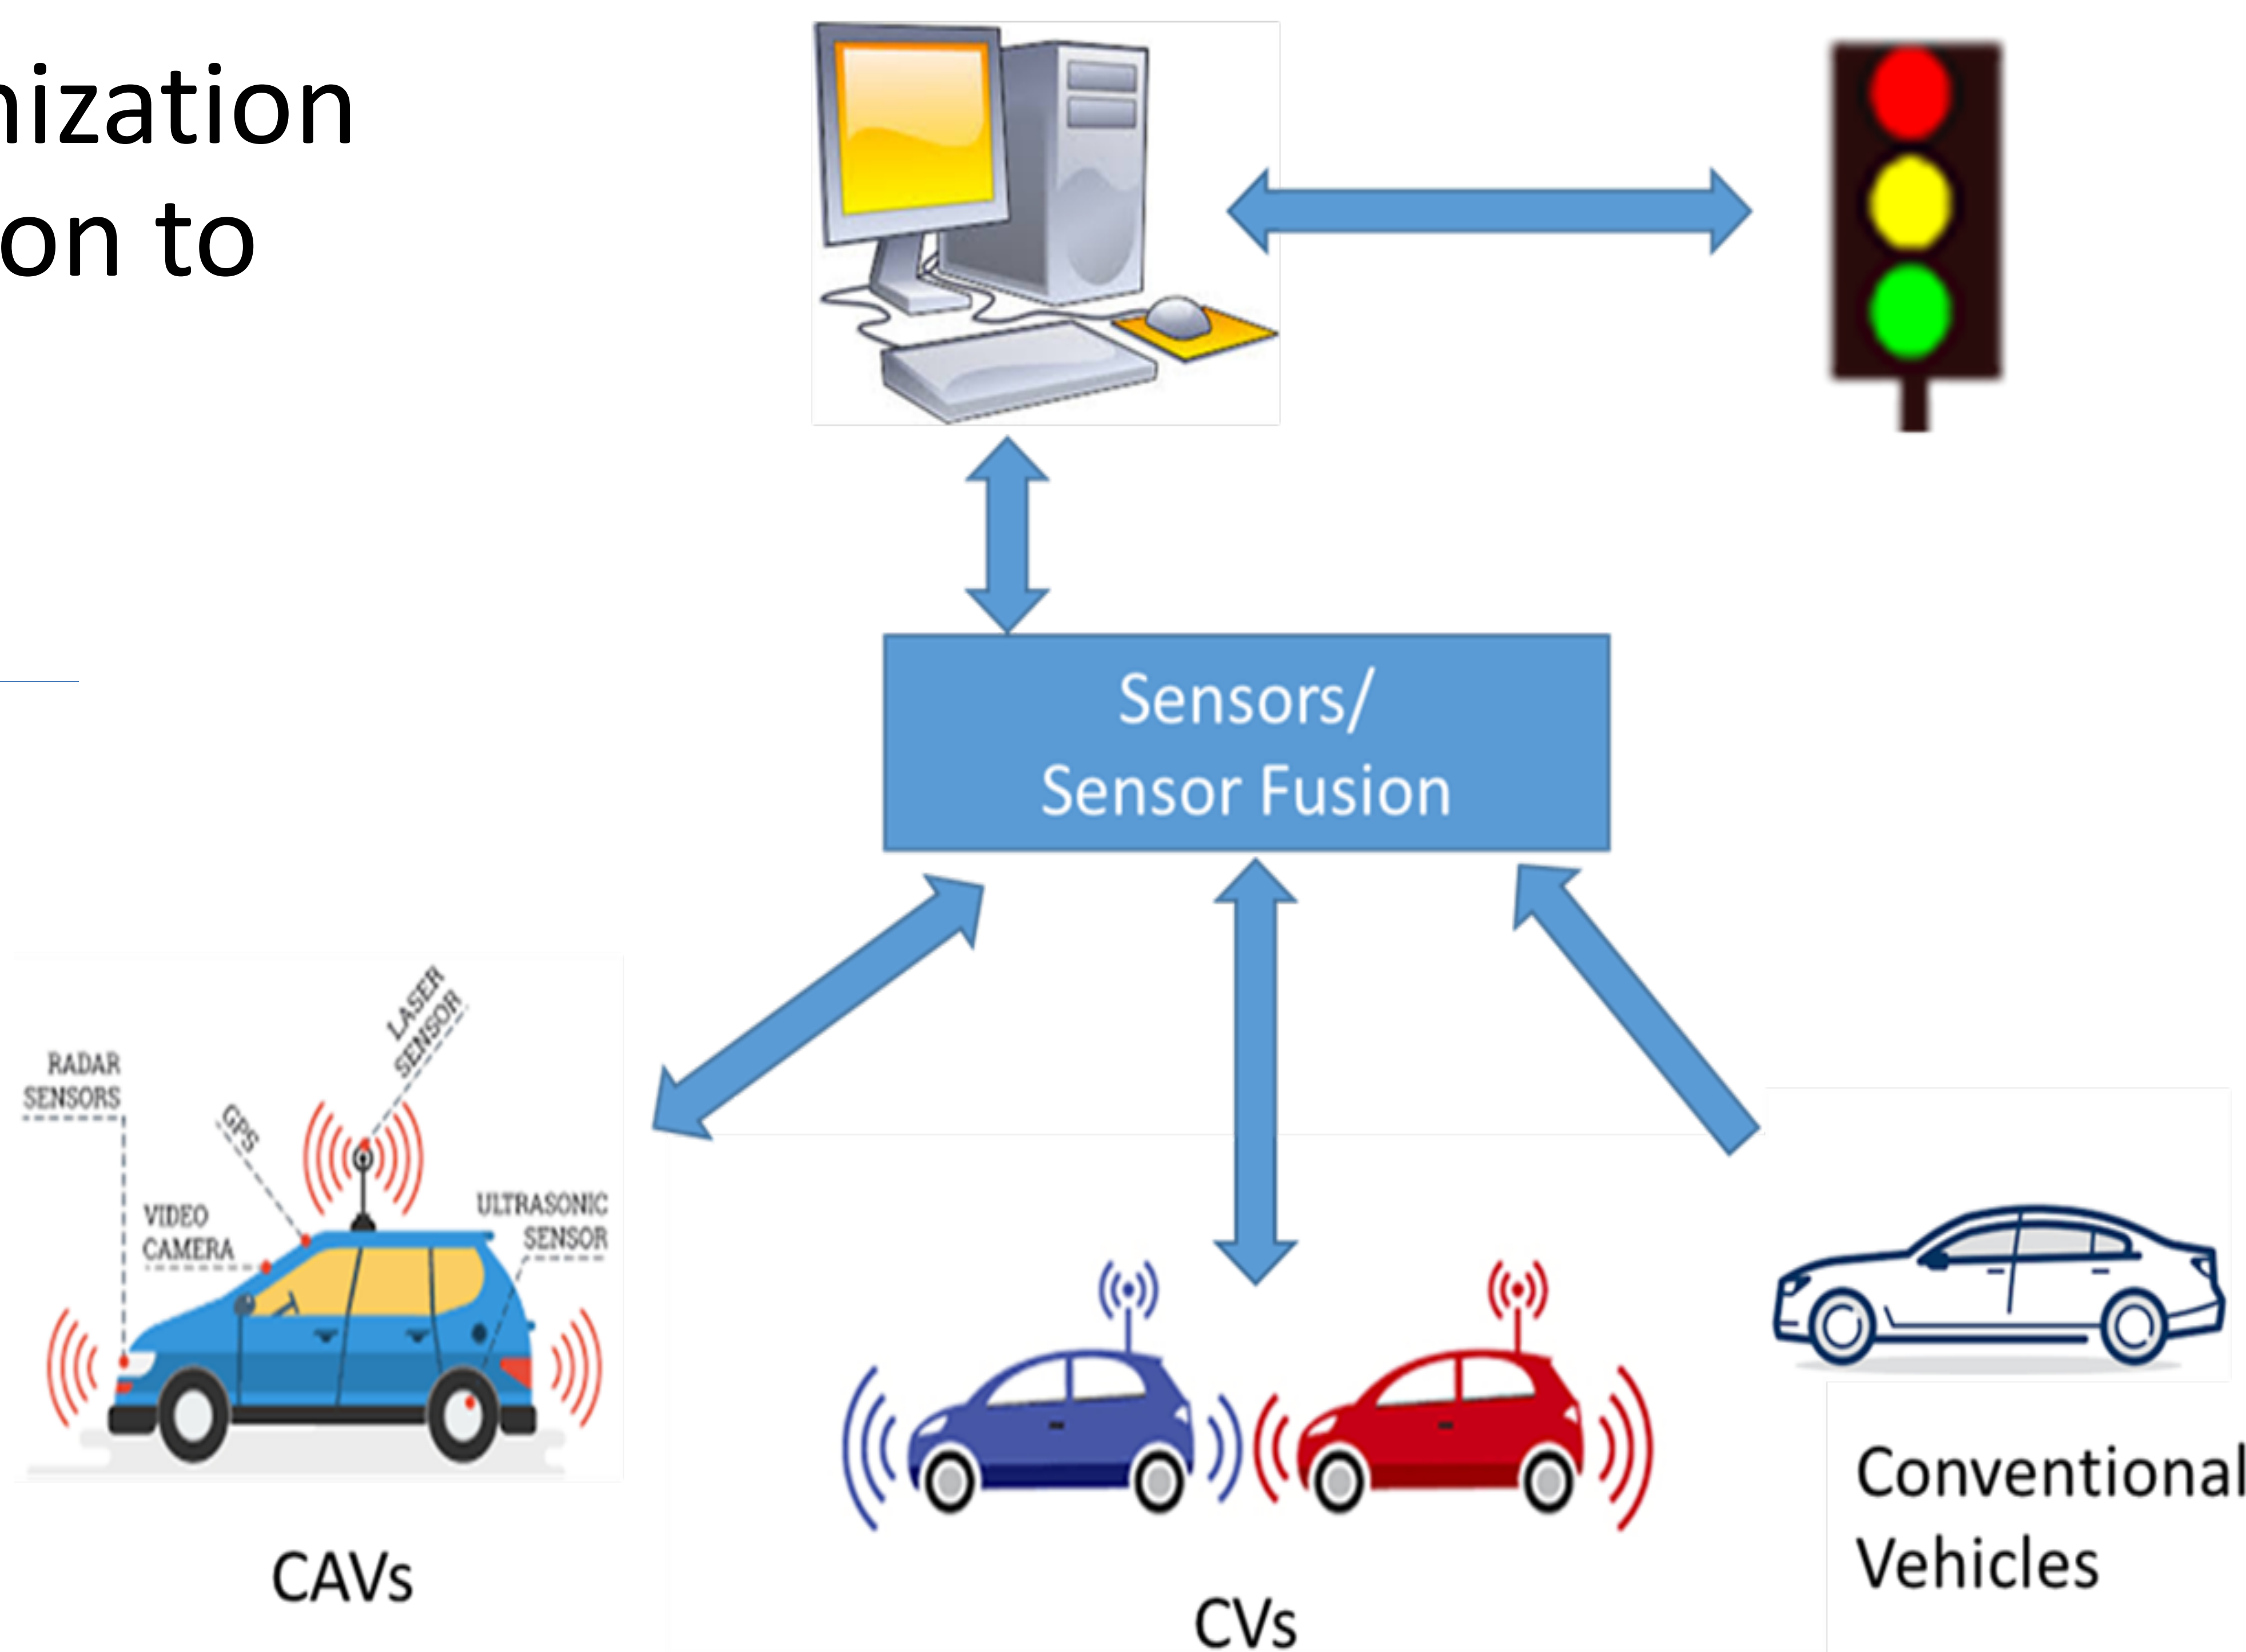 nization
on to
Sensors/
Sensor Fusion
LASER
SENSOR
RADAR
SENSORS
GPS
VIDEO
CAMERA
ULTRASONIC
SENSOR
CAVs
CVs
Conventional
Vehicles